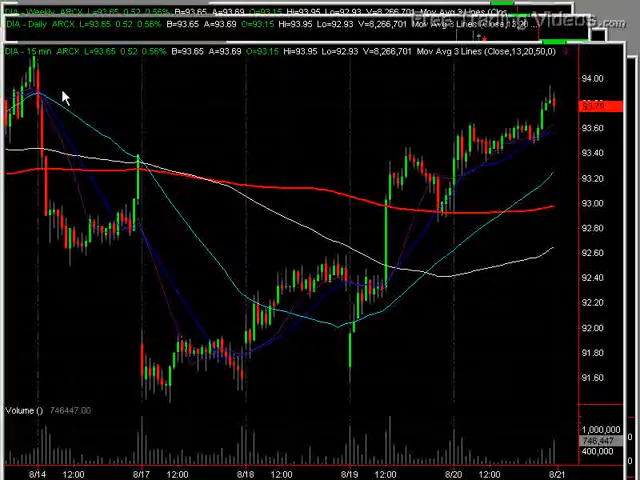 Free Trading Videos.com
DIA - Weekly ARCX L=93.65 0.52 0.56% B=93.65 A=93.69 O=93.15 Hi=93.95 Lo=92.93 V=8,266,701 Mov Avg 3 Lines (Clo
DIA - Daily ARCX L=93.65 0.52 0.56% B=93.65 A=93.69 O=93.15 Hi=93.95 Lo=92.93 V=8,266,701 Mov Avg 3 Lines (Close,13,20
DIA - 15 min ARCX L=93.65 0.52 0.56% B=93.65 A=93.69 O=93.15 Hi=93.95 Lo=92.93 V=8,266,701 Mov Avg 3 Lines (Close,13,20,50,0)
94.00
93.60
93.40
93.20
93.00
92.80
92.60
92.40
92.20
92.00
91.80
91.60
Volume () 746447.00
1,000,000
746,447
400,000
8/14 12:00 8/17 12:00 8/18 12:00 8/19 12:00 8/20 12:00 8/21